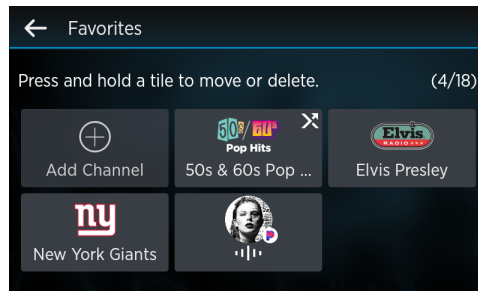 Favorites
Press and hold a tile to move or delete.
(4/18)
Add Channel
50s/60s
Pop Hits
50s & 60s Pop ...
Elvis
RADIO
Elvis Presley
ny
New York Giants
P